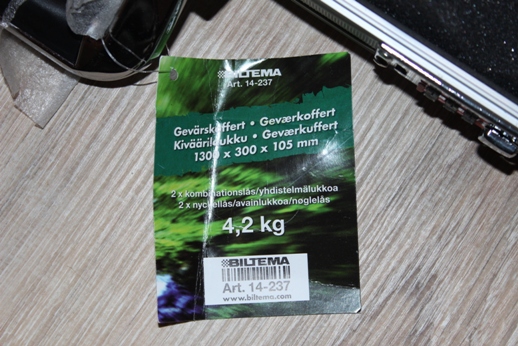 BILTEMA
Art. 14-237
Gevärskoffert • Geværkoffert
Kiväärilaukku • Geværkuffert
1300 x 300 x 105 mm
2 x kombinationslås/yhdistelmälukkoa
2 x nyckellås/avainlukkoa/nøglelås
4,2 kg
BILTEMA
Art. 14-237
www.biltema.com